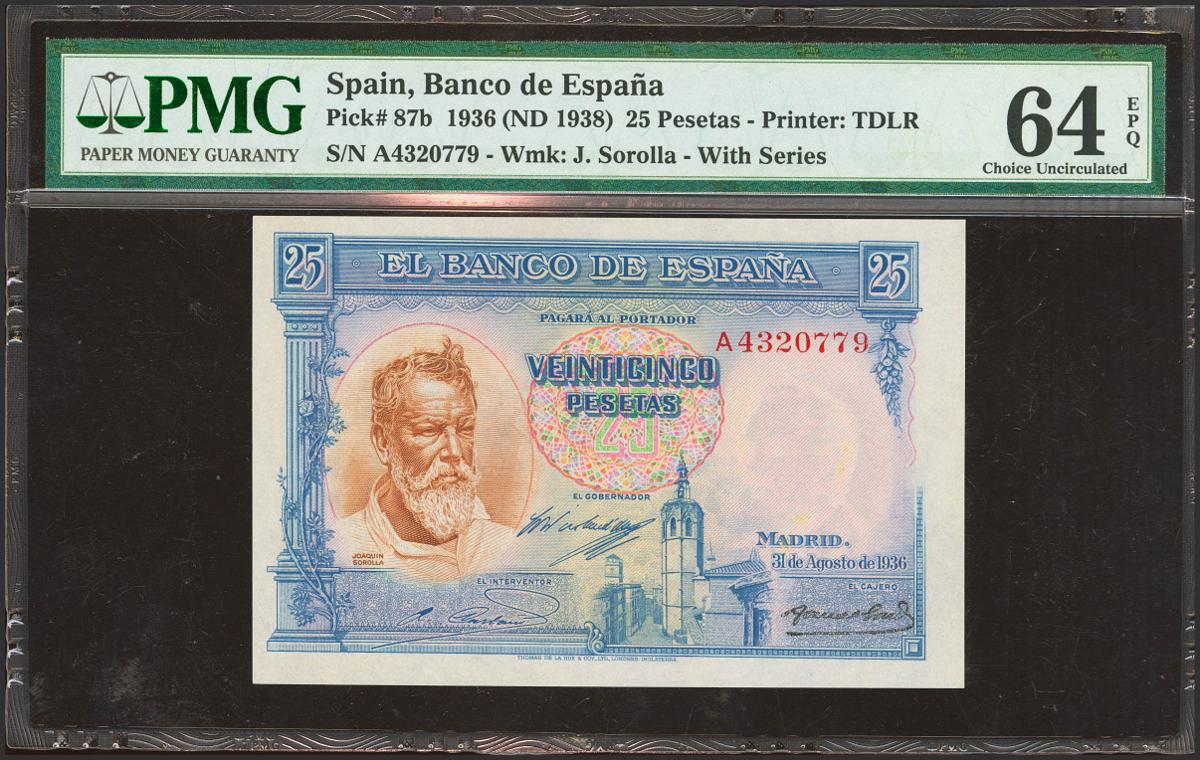 PMG
PAPER MONEY GUARANTY
Spain, Banco de España
Pick# 87b 1936 (ND 1938) 25 Pesetas - Printer: TDLR
S/N A4320779 - Wmk: J. Sorolla - With Series
64
EPQ
Choice Uncirculated
25
EL BANCO DE ESPAÑA
25
PAGARÁ AL PORTADOR
A4320779
VEINTICINCO
PESETAS
25
EL GOBERNADOR
MADRID.
31 de Agosto de 1936
JOAQUIN
SOROLLA
EL INTERVENTOR
EL CAJERO
THOMAS DE LA RUE & COY, LTD, LONDRES INGLATERRA.
PMG